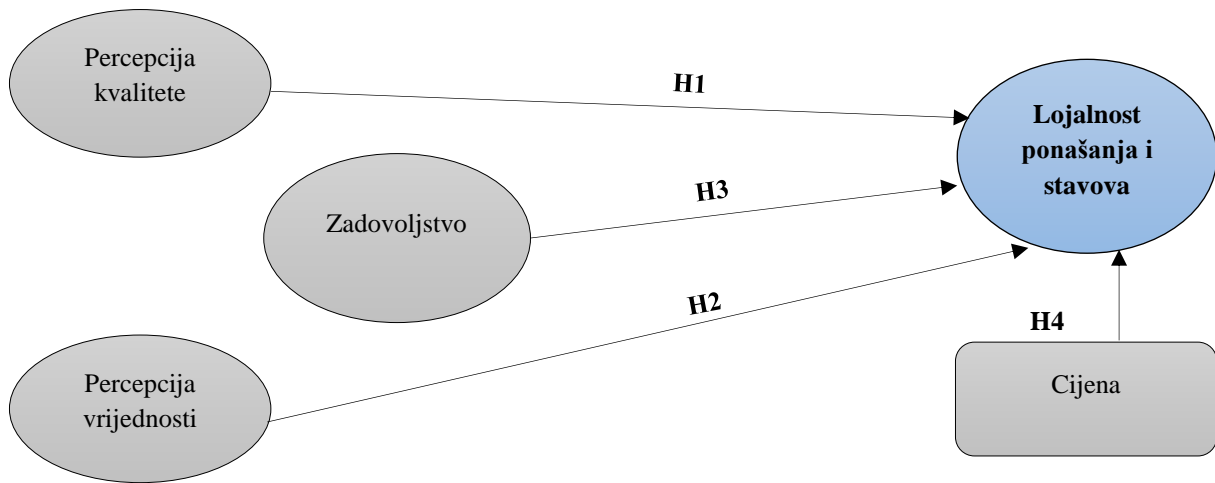 Percepcija
kvalitete
H1
Lojalnost
ponašanja i
stavova
Zadovoljstvo
H3
H2
Percepcija
vrijednosti
H4
Cijena